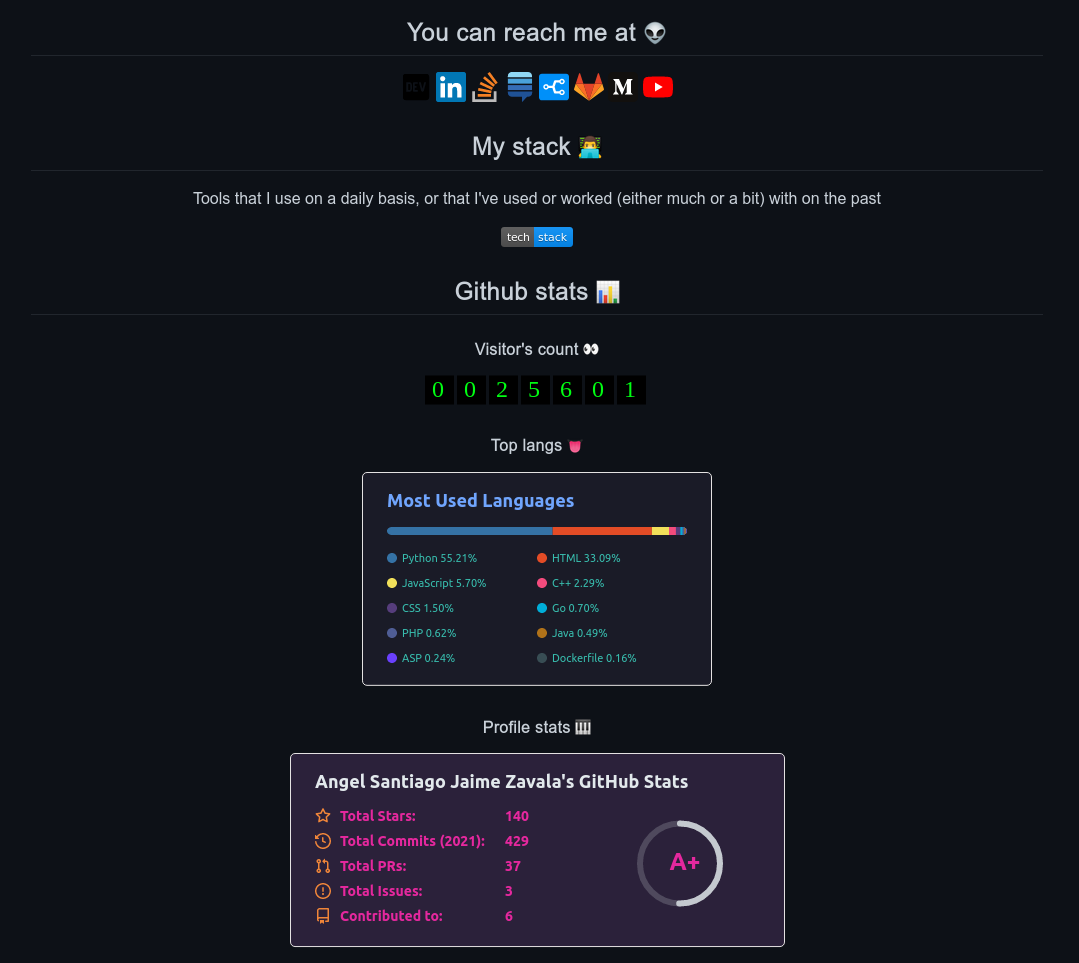 You can reach me at
DEV in M
My stack
Tools that I use on a daily basis, or that I've used or worked (either much or a bit) with on the past
tech stack
Github stats
Visitor's count
0 0 2 5 6 0 1
Top langs
Most Used Languages
Python 55.21% HTML 33.09%
JavaScript 5.70% C++ 2.29%
CSS 1.50% Go 0.70%
PHP 0.62% Java 0.49%
ASP 0.24% Dockerfile 0.16%
Profile stats
Angel Santiago Jaime Zavala's GitHub Stats
Total Stars: 140
Total Commits (2021): 429
Total PRs: 37
Total Issues: 3
Contributed to: 6
A+